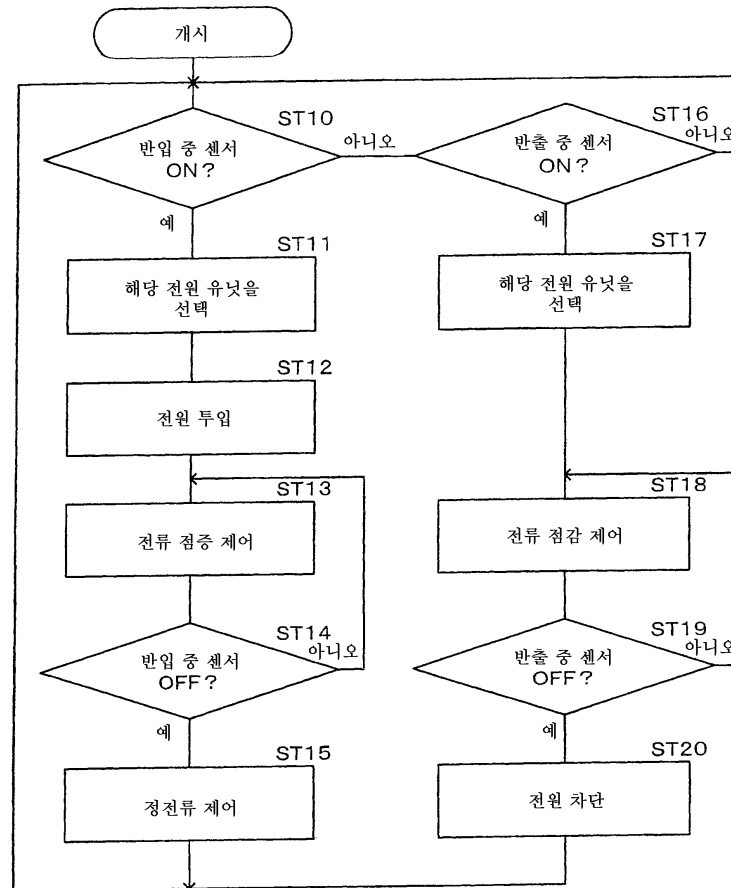 개시
ST10
반입 중 센서
ON?
아니오
예
ST11
해당 전원 유닛을
선택
ST12
전원 투입
ST13
전류 점증 제어
ST14
반입 중 센서
OFF?
아니오
예
ST15
정전류 제어
ST16
반출 중 센서
ON?
아니오
예
ST17
해당 전원 유닛을
선택
ST18
전류 점감 제어
ST19
반출 중 센서
OFF?
아니오
예
ST20
전원 차단